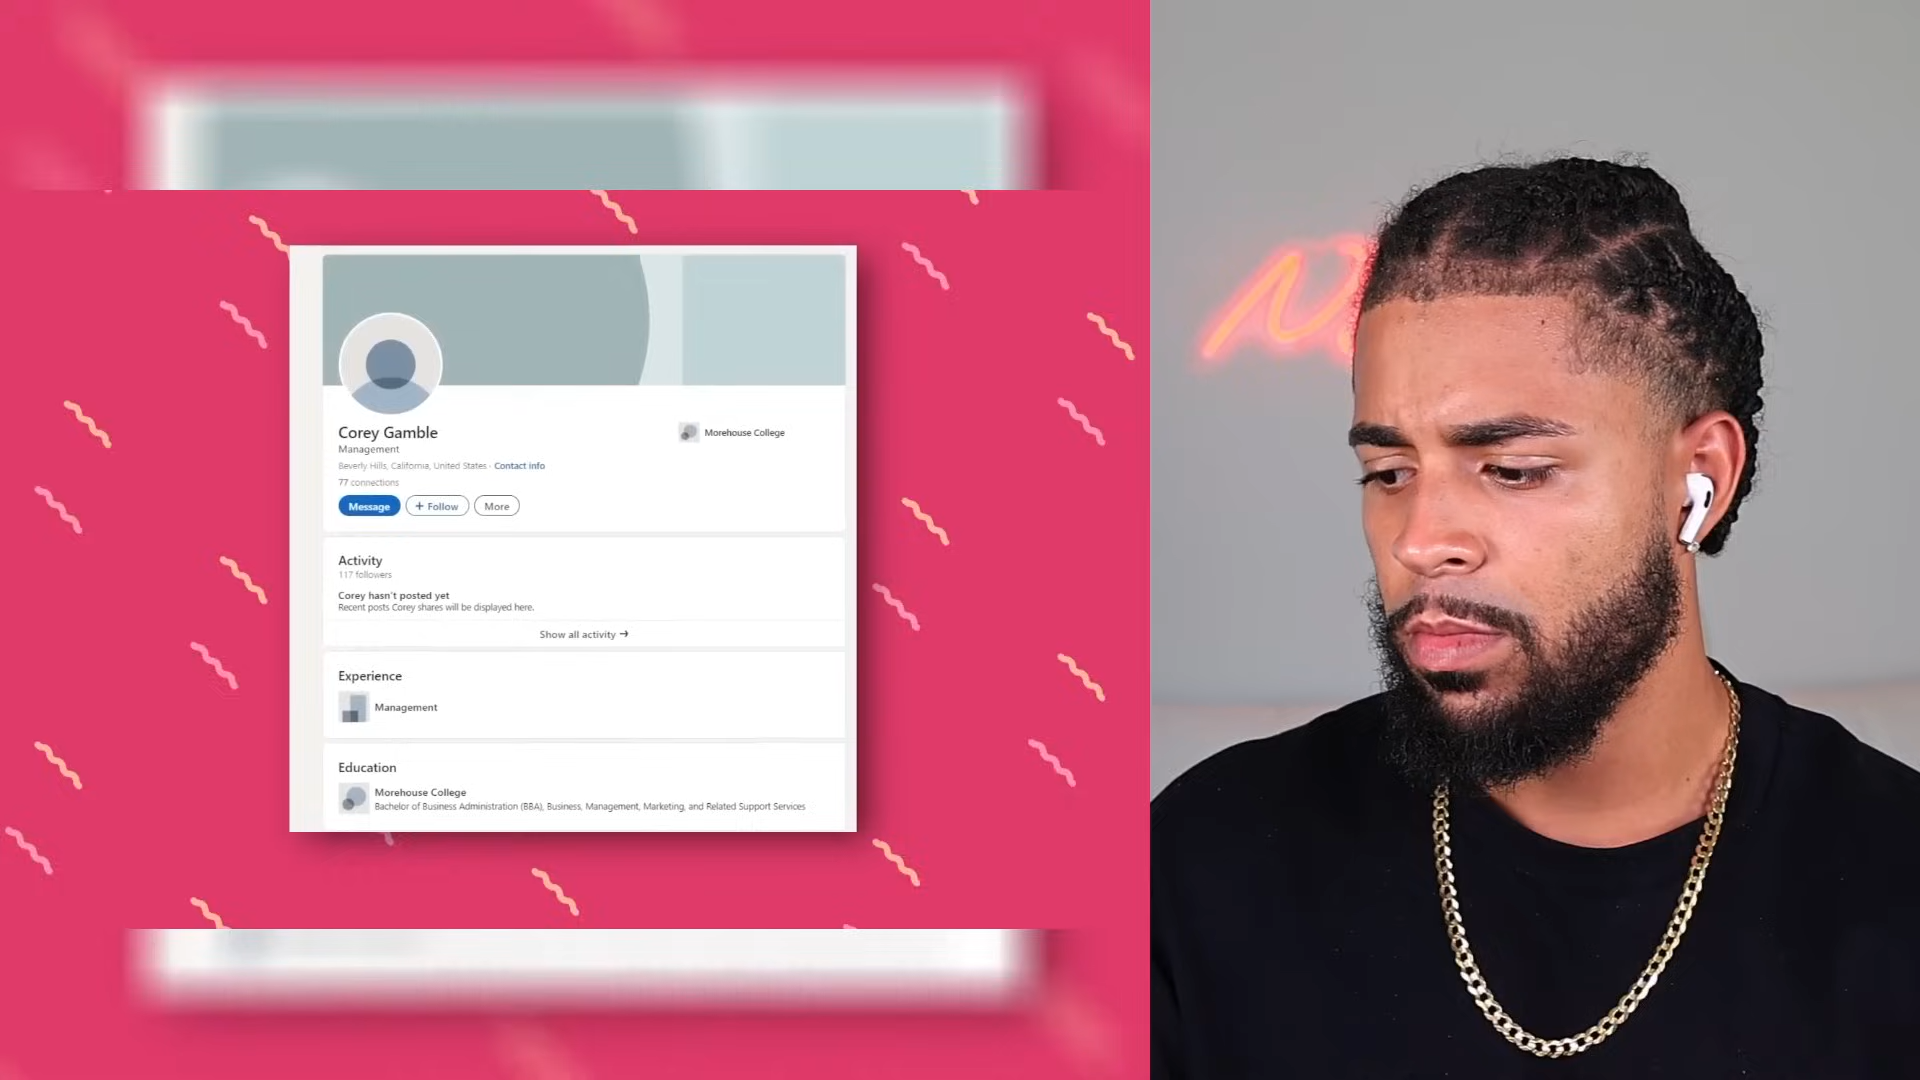 Corey Gamble
Morehouse College
Management
Beverly Hills, California, United States · Contact info
77 connections
Message
+ Follow
More
Activity
117 followers
Corey hasn't posted yet
Recent posts Corey shares will be displayed here.
Show all activity →
Experience
Management
Education
Morehouse College
Bachelor of Business Administration (BBA), Business, Management, Marketing, and Related Support Services